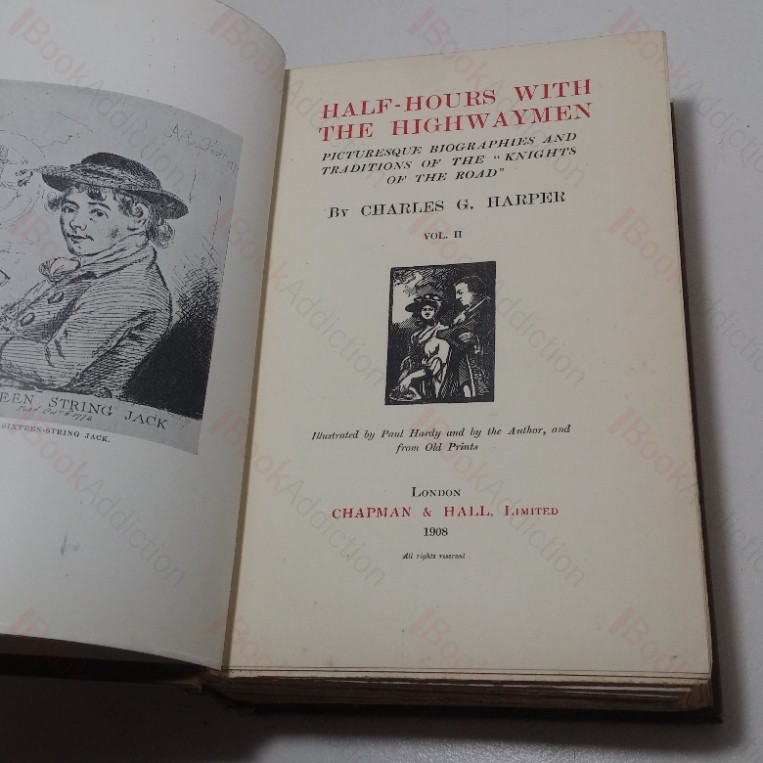 EEN STRING JACK
SIXTEEN-STRING JACK.
HALF-HOURS WITH
THE HIGHWAYMEN
PICTURESQUE BIOGRAPHIES AND
TRADITIONS OF THE "KNIGHTS
OF THE ROAD"
BY CHARLES G. HARPER
VOL. II
Illustrated by Paul Hardy and by the Author, and
from Old Prints
LONDON
CHAPMAN & HALL, LIMITED
1908
All rights reserved
BookAddiction